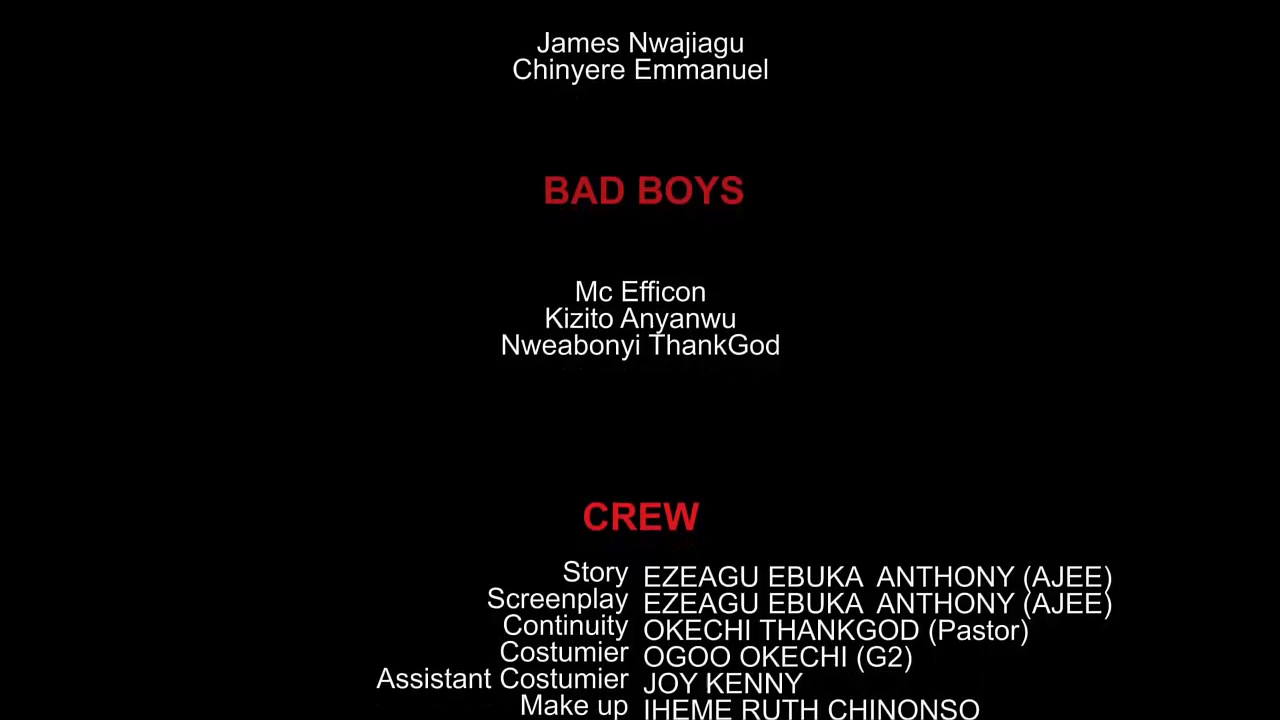 James Nwajiagu
Chinyere Emmanuel
BAD BOYS
Mc Efficon
Kizito Anyanwu
Nweabonyi ThankGod
CREW
Story EZEAGU EBUKA ANTHONY (AJEE)
Screenplay EZEAGU EBUKA ANTHONY (AJEE)
Continuity OKECHI THANKGOD (Pastor)
Costumier OGOO OKECHI (G2)
Assistant Costumier JOY KENNY
Make up IHEME RUTH CHINONSO